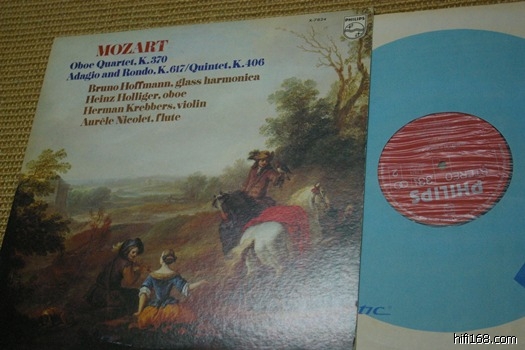 MOZART
Oboe Quartet, K. 370
Adagio and Rondo, K. 617/Quintet, K. 406
Bruno Hoffmann, glass harmonica
Heinz Holliger, oboe
Herman Krebbers, violin
Aurèle Nicolet, flute
PHILIPS
STEREO
hifi168.com